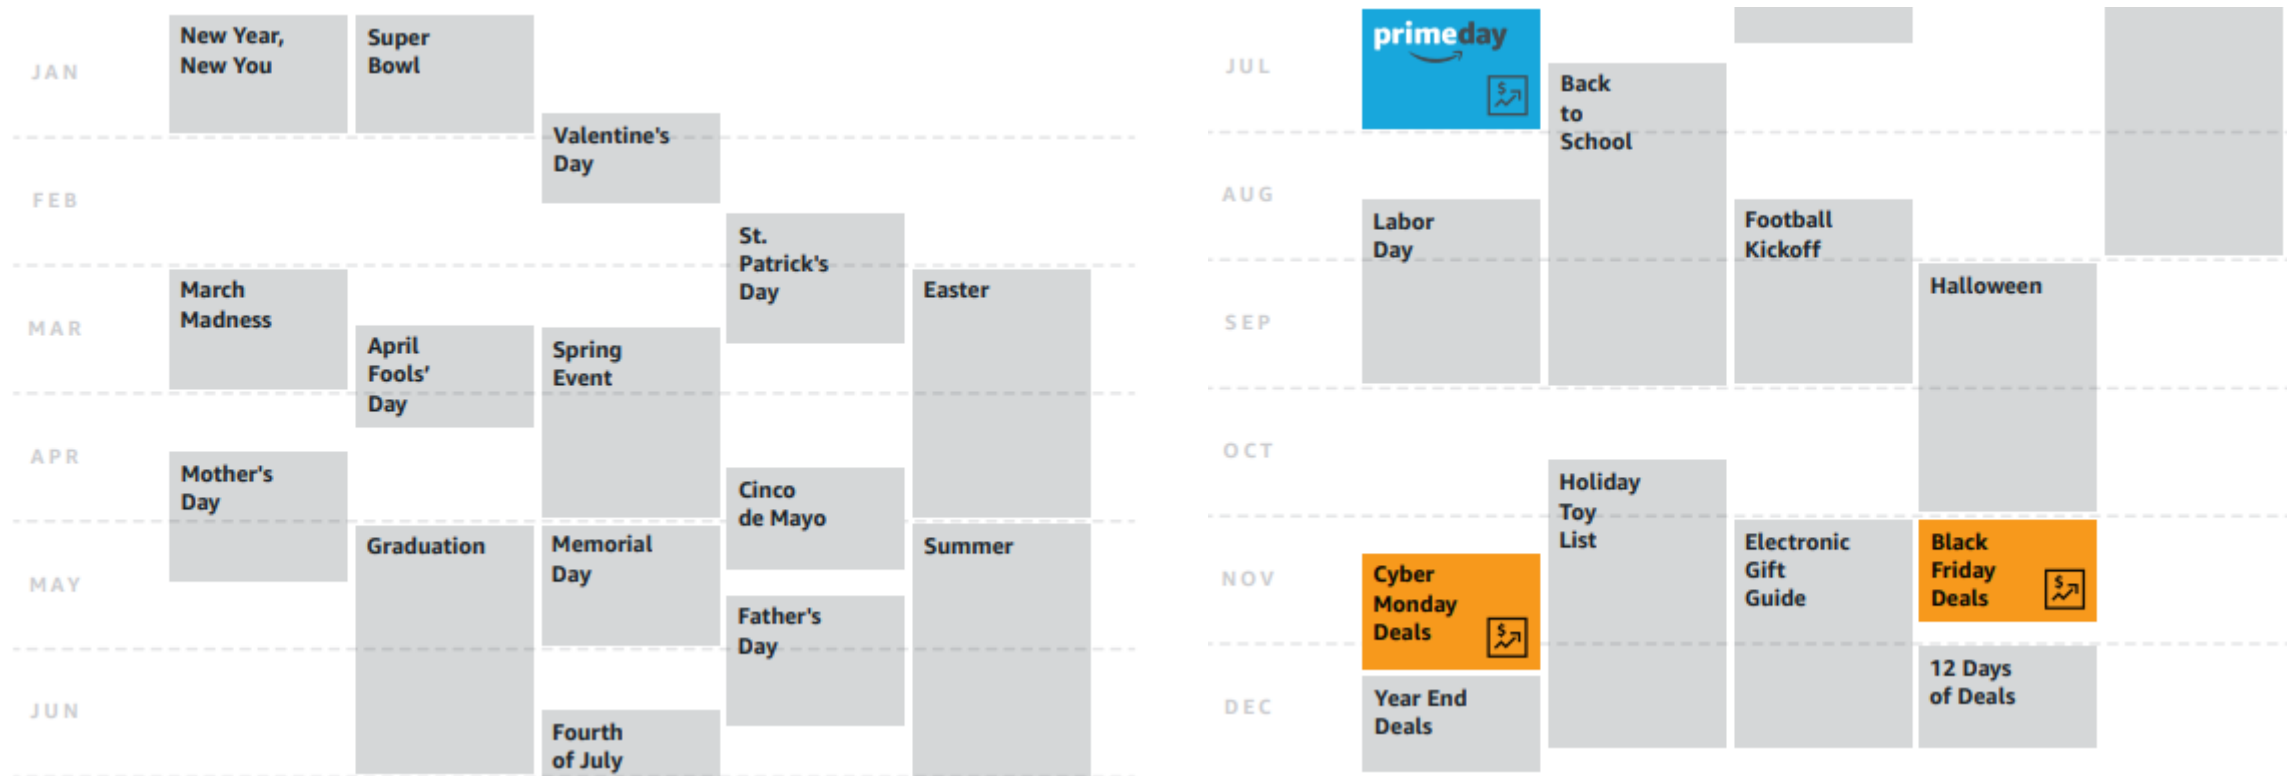 JAN
New Year,
New You
Super
Bowl
Valentine's
Day
FEB
St.
Patrick's
Day
MAR
March
Madness
April
Fools’
Day
Spring
Event
Easter
APR
Mother's
Day
Cinco
de Mayo
MAY
Graduation
Memorial
Day
Summer
Father's
Day
JUN
Fourth
of July
JUL
primeday
$
Back
to
School
AUG
Labor
Day
Football
Kickoff
SEP
Halloween
OCT
Holiday
Toy
List
NOV
Cyber
Monday
Deals
$
Electronic
Gift
Guide
Black
Friday
Deals
$
DEC
Year End
Deals
12 Days
of Deals